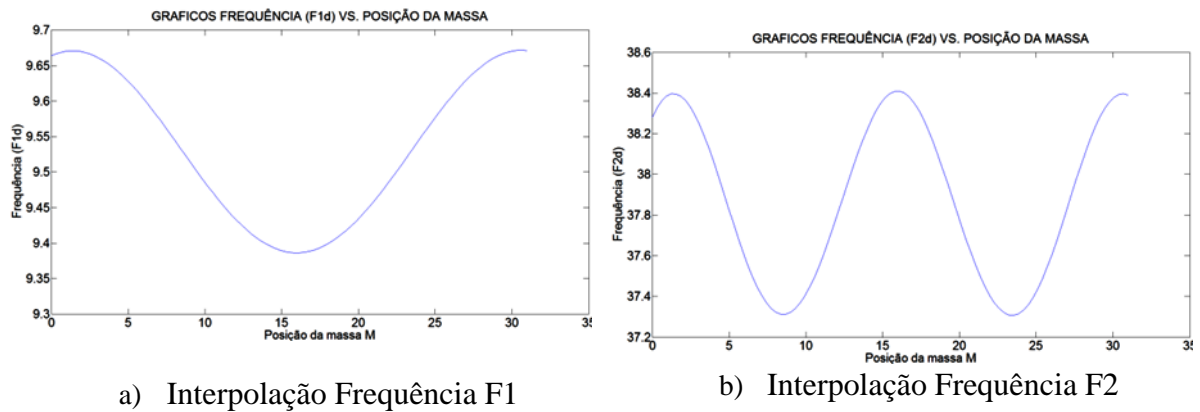 GRAFICOS FREQUÊNCIA (F1d) VS. POSIÇÃO DA MASSA
Frequência (F1d)
9.7
9.65
9.6
9.55
9.5
9.45
9.4
9.35
9.3
0 5 10 15 20 25 30 35
Posição da massa M
a) Interpolação Frequência F1
GRAFICOS FREQUÊNCIA (F2d) VS. POSIÇÃO DA MASSA
Frequência (F2d)
38.6
38.4
38.2
38
37.8
37.6
37.4
37.2
0 5 10 15 20 25 30 35
Posição da massa M
b) Interpolação Frequência F2